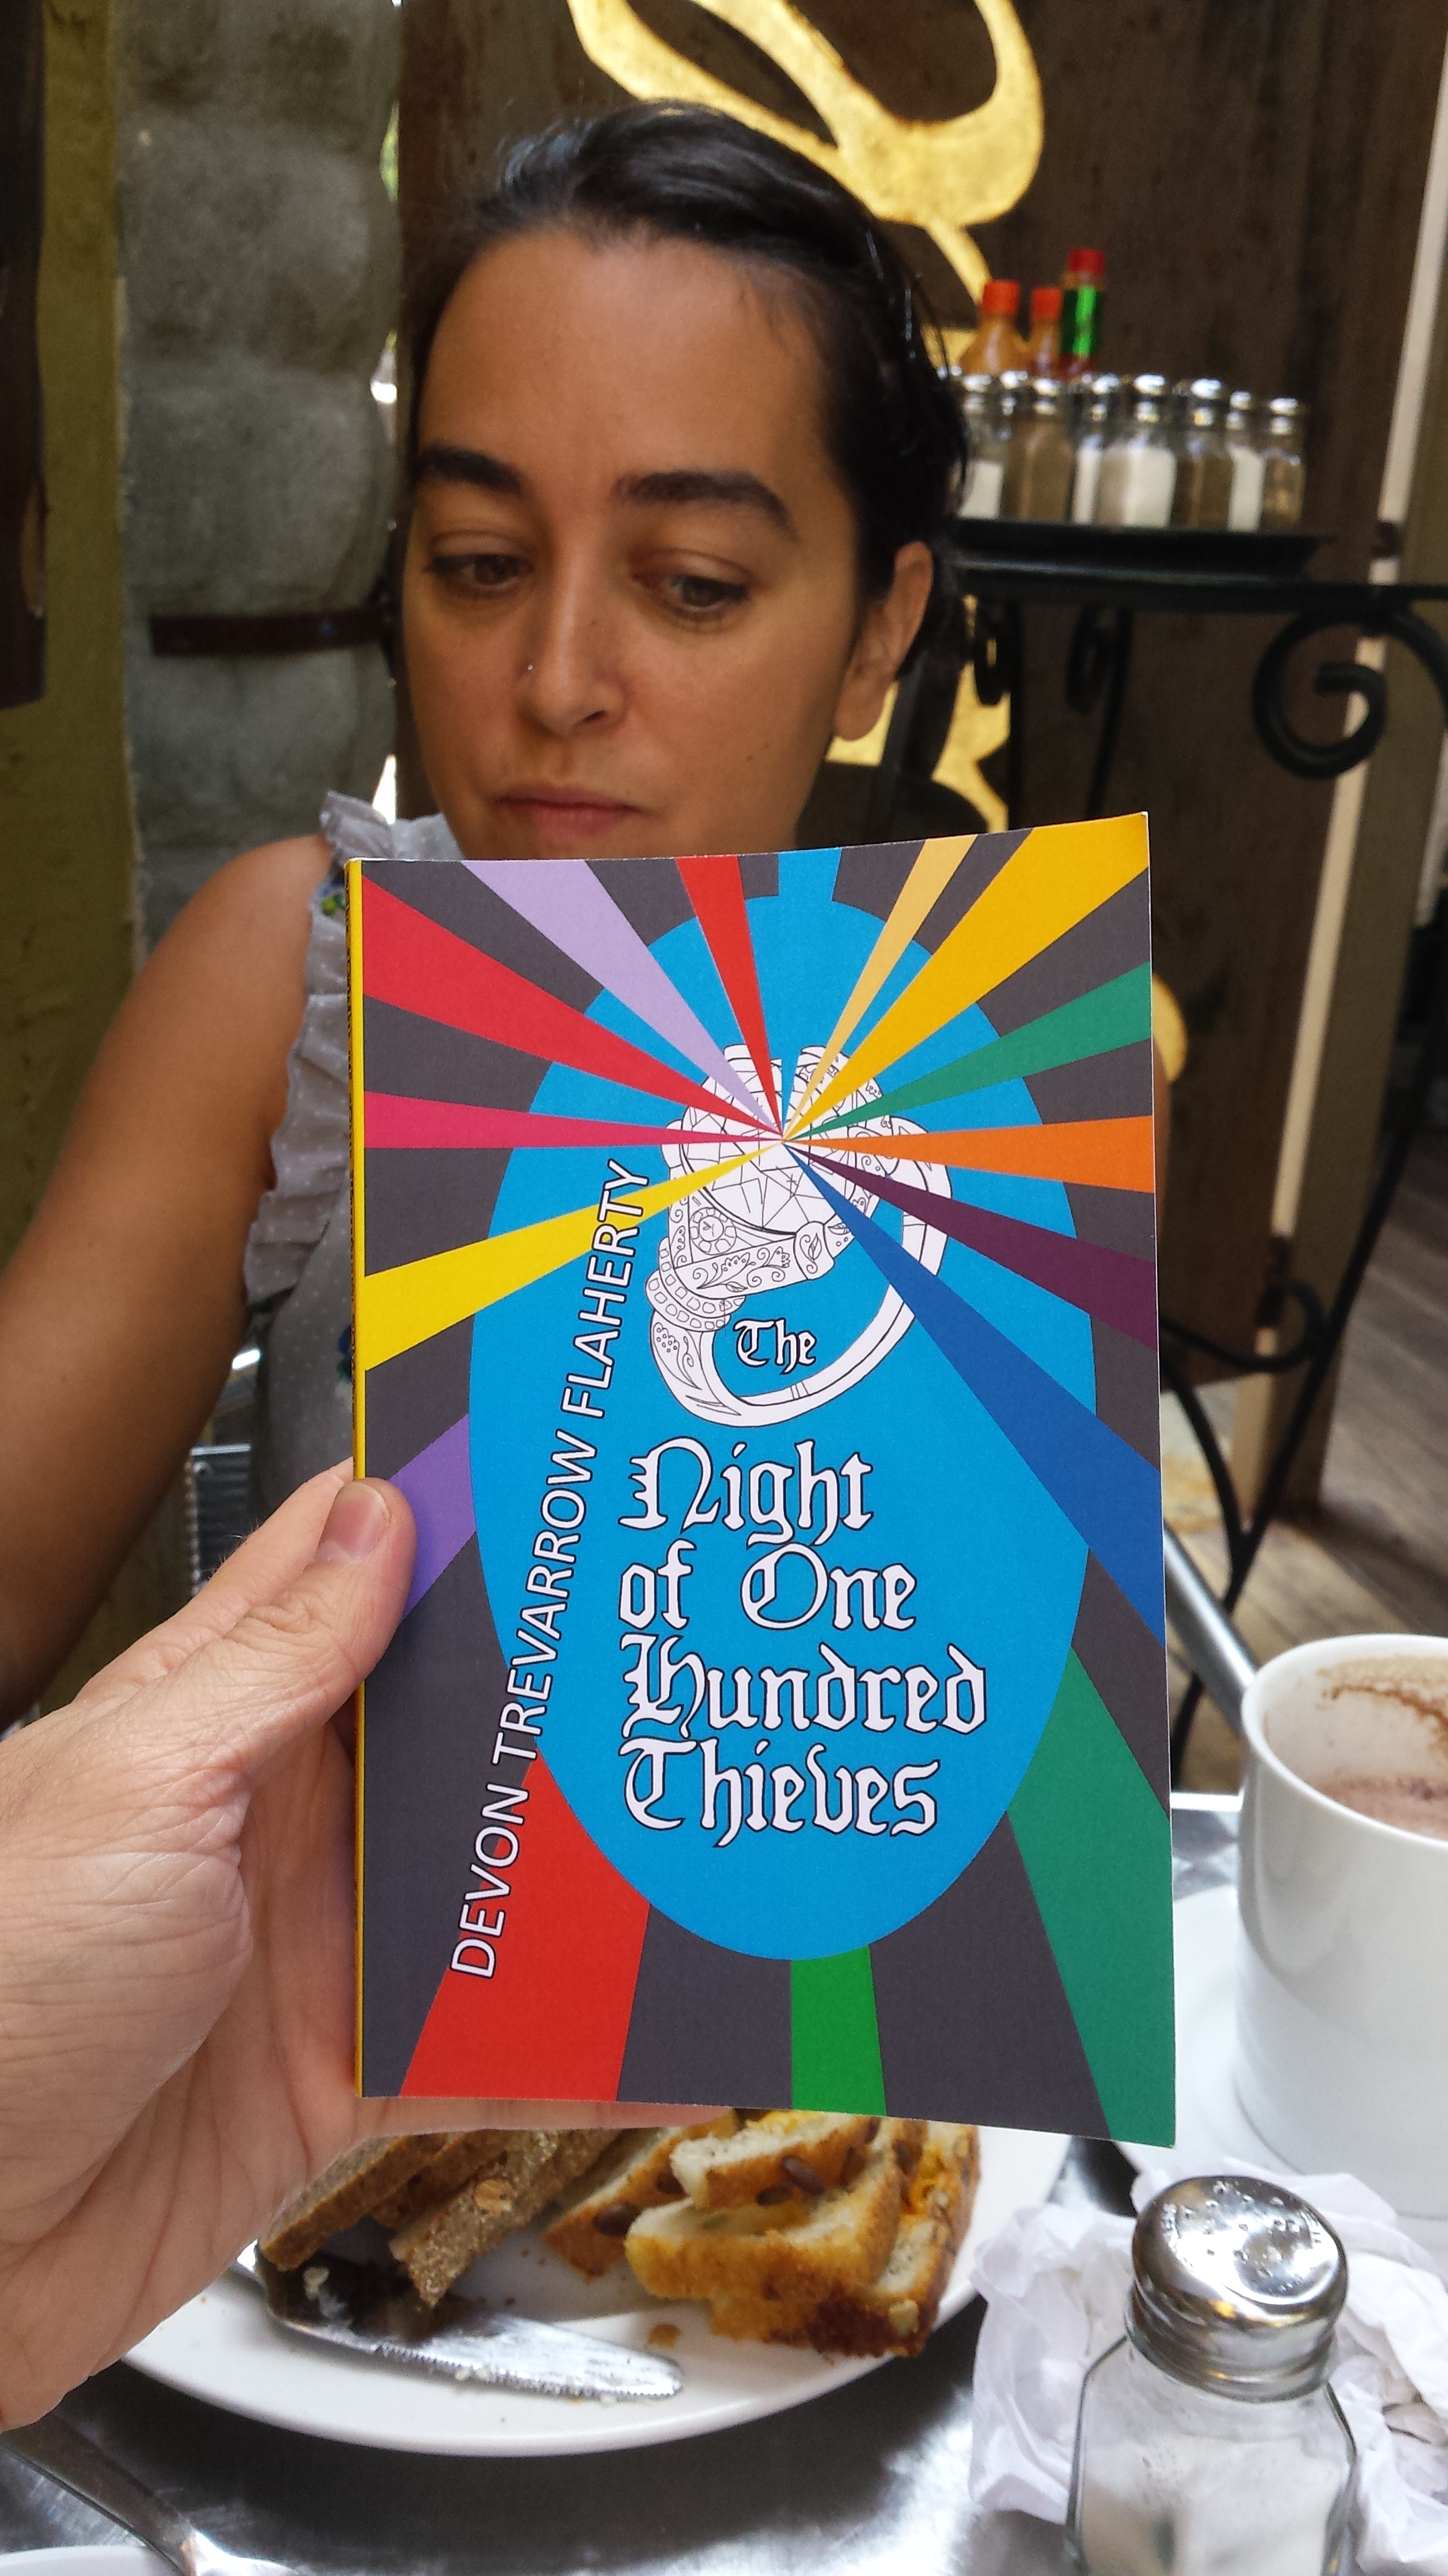 DEVON TREVARROW FLAHERTY
The
Night
of One
Hundred
Thieves